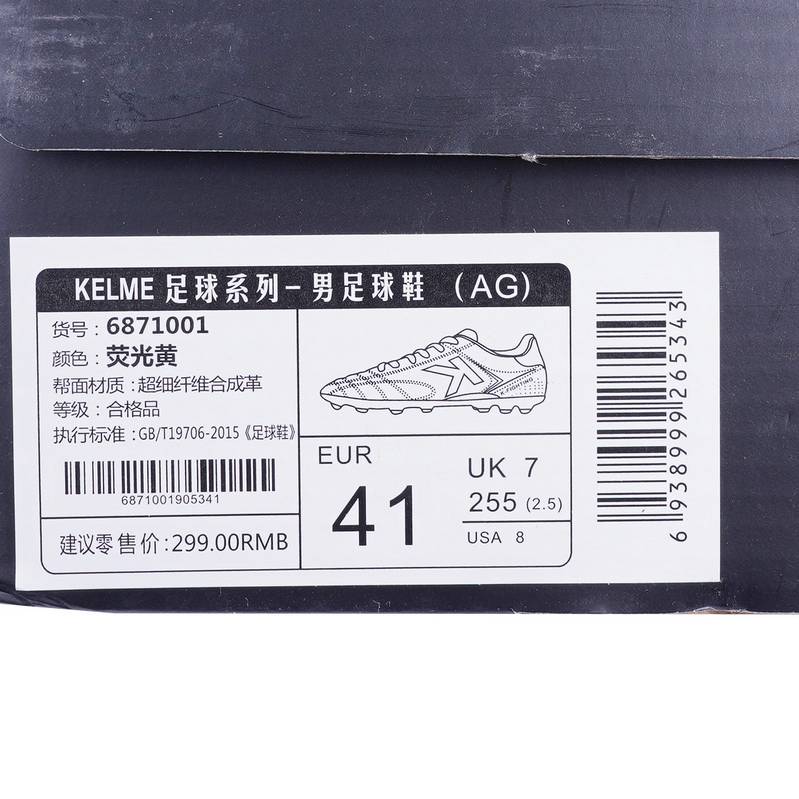 KELME 足球系列-男足球鞋 (AG)
货号:6871001
颜色:荧光黄
帮面材质:超细纤维合成革
等级:合格品
执行标准:GB/T19706-2015《足球鞋》
6871001905341
建议零售价:299.00RMB
EUR
41
UK 7
255 (2.5)
USA 8
6938999265343